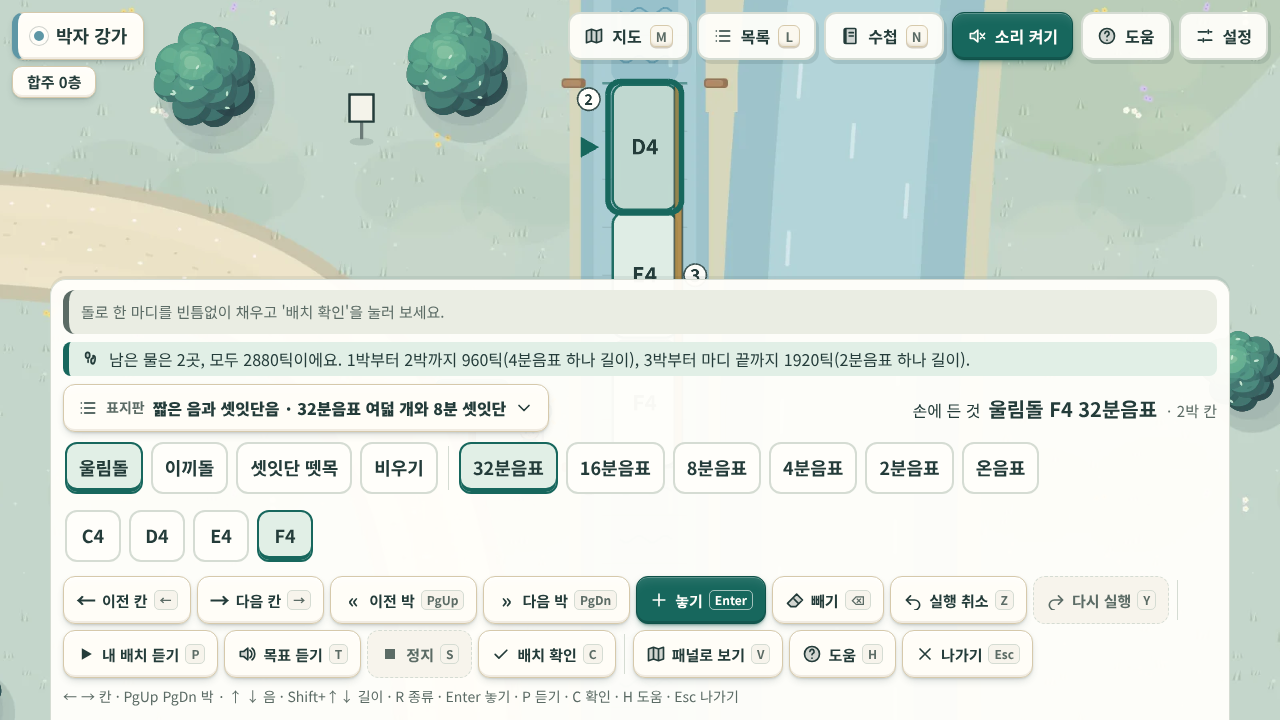 박자 강가
합주 0층
지도 M
목록 L
수첩 N
소리 켜기
도움
설정
2
D4
F4
3
돌로 한 마디를 빈틈없이 채우고 '배치 확인'을 눌러 보세요.
남은 물은 2곳, 모두 2880틱이에요. 1박부터 2박까지 960틱(4분음표 하나 길이), 3박부터 마디 끝까지 1920틱(2분음표 하나 길이).
표지판 짧은 음과 셋잇단음 · 32분음표 여덟 개와 8분 셋잇단
손에 든 것 울림돌 F4 32분음표 · 2박 칸
울림돌 이끼돌 셋잇단 뗏목 비우기 32분음표 16분음표 8분음표 4분음표 2분음표 온음표
C4 D4 E4 F4
← 이전 칸 ← → 다음 칸 → « 이전 박 PgUp » 다음 박 PgDn + 놓기 Enter 빼기 ⌫ 실행 취소 Z 다시 실행 Y
내 배치 듣기 P 목표 듣기 T 정지 S 배치 확인 C 패널로 보기 V 도움 H 나가기 Esc
← → 칸 · PgUp PgDn 박 · ↑ ↓ 음 · Shift+↑↓ 길이 · R 종류 · Enter 놓기 · P 듣기 · C 확인 · H 도움 · Esc 나가기